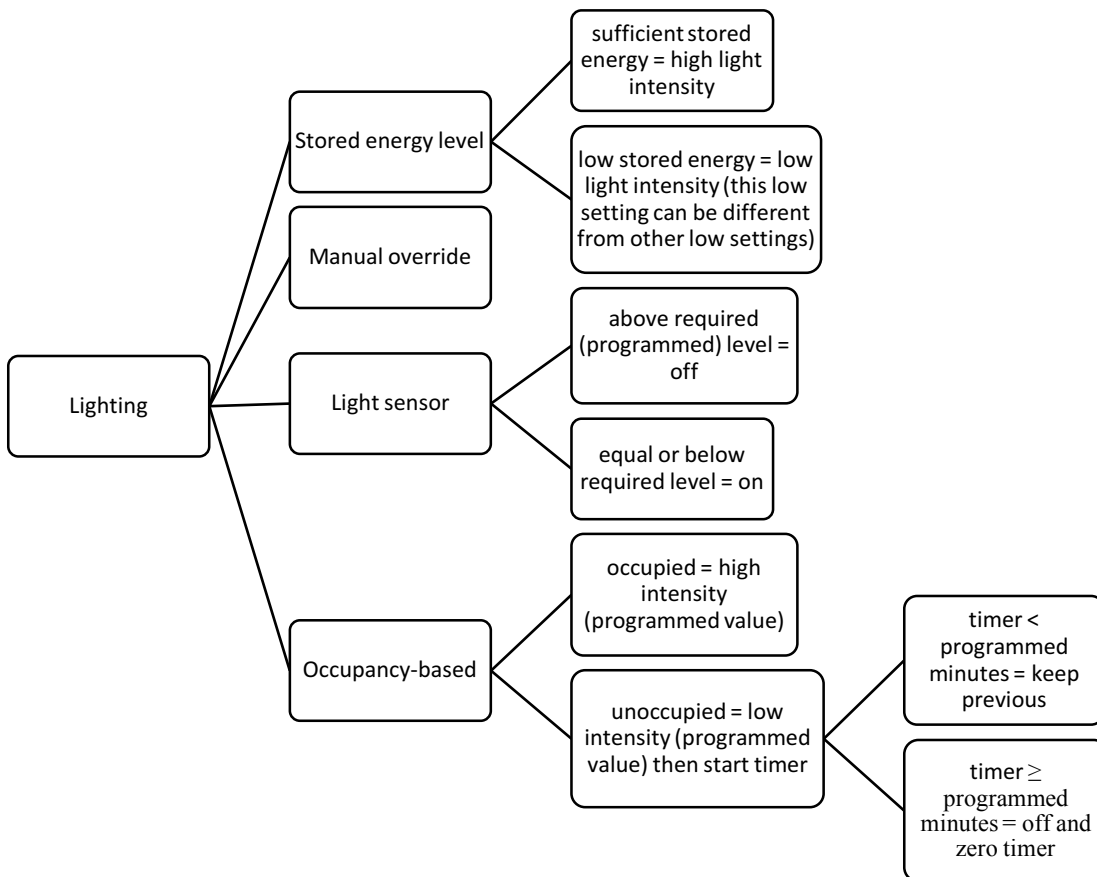 Lighting
Stored energy level
sufficient stored
energy = high light
intensity
low stored energy = low
light intensity (this low
setting can be different
from other low settings)
Manual override
Light sensor
above required
(programmed) level =
off
equal or below
required level = on
Occupancy-based
occupied = high
intensity
(programmed value)
unoccupied = low
intensity (programmed
value) then start timer
timer <
programmed
minutes = keep
previous
timer ≥
programmed
minutes = off and
zero timer